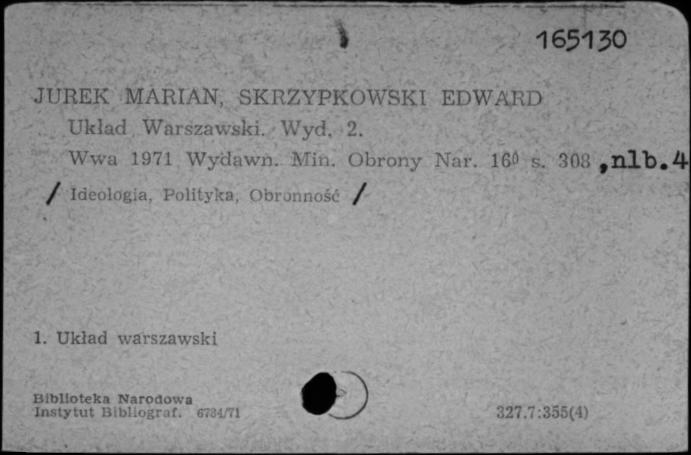 165130
JUREK MARIAN, SKRZYPKOWSKI EDWARD
Układ Warszawski. Wyd. 2.
Wwa 1971 Wydawn. Min. Obrony Nar. 16⁰ s. 308 ,nlb.4
/ Ideologia, Polityka, Obronność /
1. Układ warszawski
Biblioteka Narodowa
Instytut Bibliograf. 6734/71
327.7:355(4)